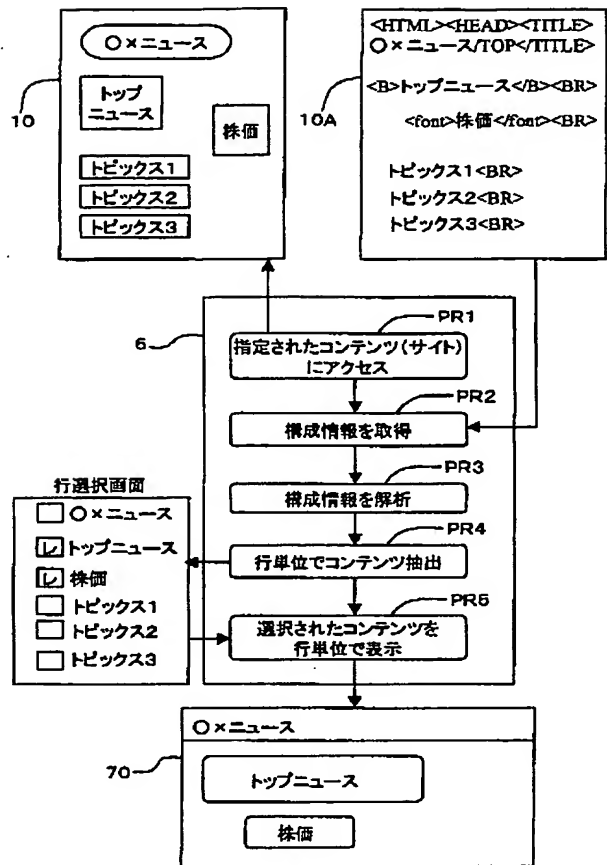 ○×ニュース
トップ
ニュース
株価
トピックス1
トピックス2
トピックス3
10
<HTML><HEAD><TITLE>
○×ニュース/TOP</TITLE>
<B>トップニュース</B><BR>
<font>株価</font><BR>
トピックス1<BR>
トピックス2<BR>
トピックス3<BR>
10A
6
PR1
指定されたコンテンツ(サイト)
にアクセス
PR2
構成情報を取得
PR3
構成情報を解析
PR4
行単位でコンテンツ抽出
PR5
選択されたコンテンツを
行単位で表示
行選択画面
○×ニュース
レ トップニュース
レ 株価
トピックス1
トピックス2
トピックス3
70
○×ニュース
トップニュース
株価